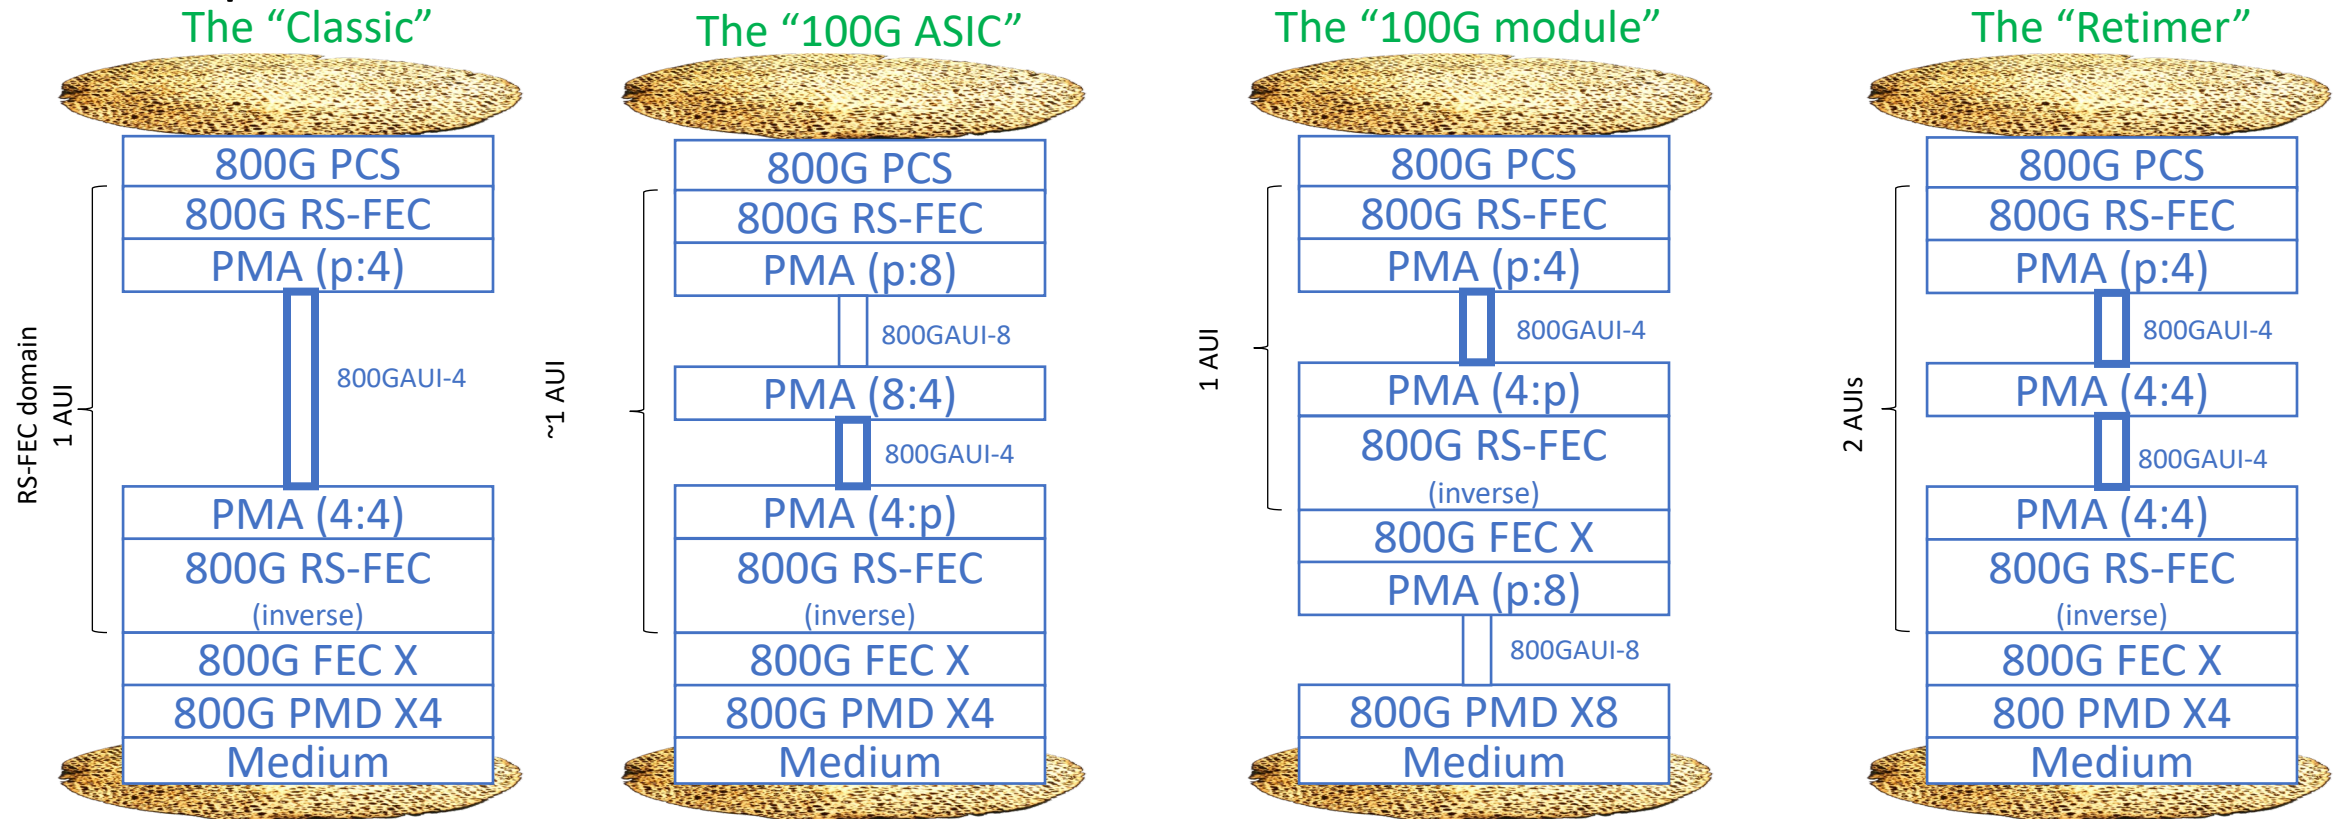 The “Classic”
800G PCS
800G RS-FEC
PMA (p:4)
RS-FEC domain
1 AUI
800GAUI-4
PMA (4:4)
800G RS-FEC
(inverse)
800G FEC X
800G PMD X4
Medium
The “100G ASIC”
800G PCS
800G RS-FEC
PMA (p:8)
~1 AUI
800GAUI-8
PMA (8:4)
800GAUI-4
PMA (4:p)
800G RS-FEC
(inverse)
800G FEC X
800G PMD X4
Medium
The “100G module”
800G PCS
800G RS-FEC
PMA (p:4)
1 AUI
800GAUI-4
PMA (4:p)
800G RS-FEC
(inverse)
800G FEC X
PMA (p:8)
800GAUI-8
800G PMD X8
Medium
The “Retimer”
800G PCS
800G RS-FEC
PMA (p:4)
2 AUIs
800GAUI-4
PMA (4:4)
800GAUI-4
PMA (4:4)
800G RS-FEC
(inverse)
800G FEC X
800 PMD X4
Medium